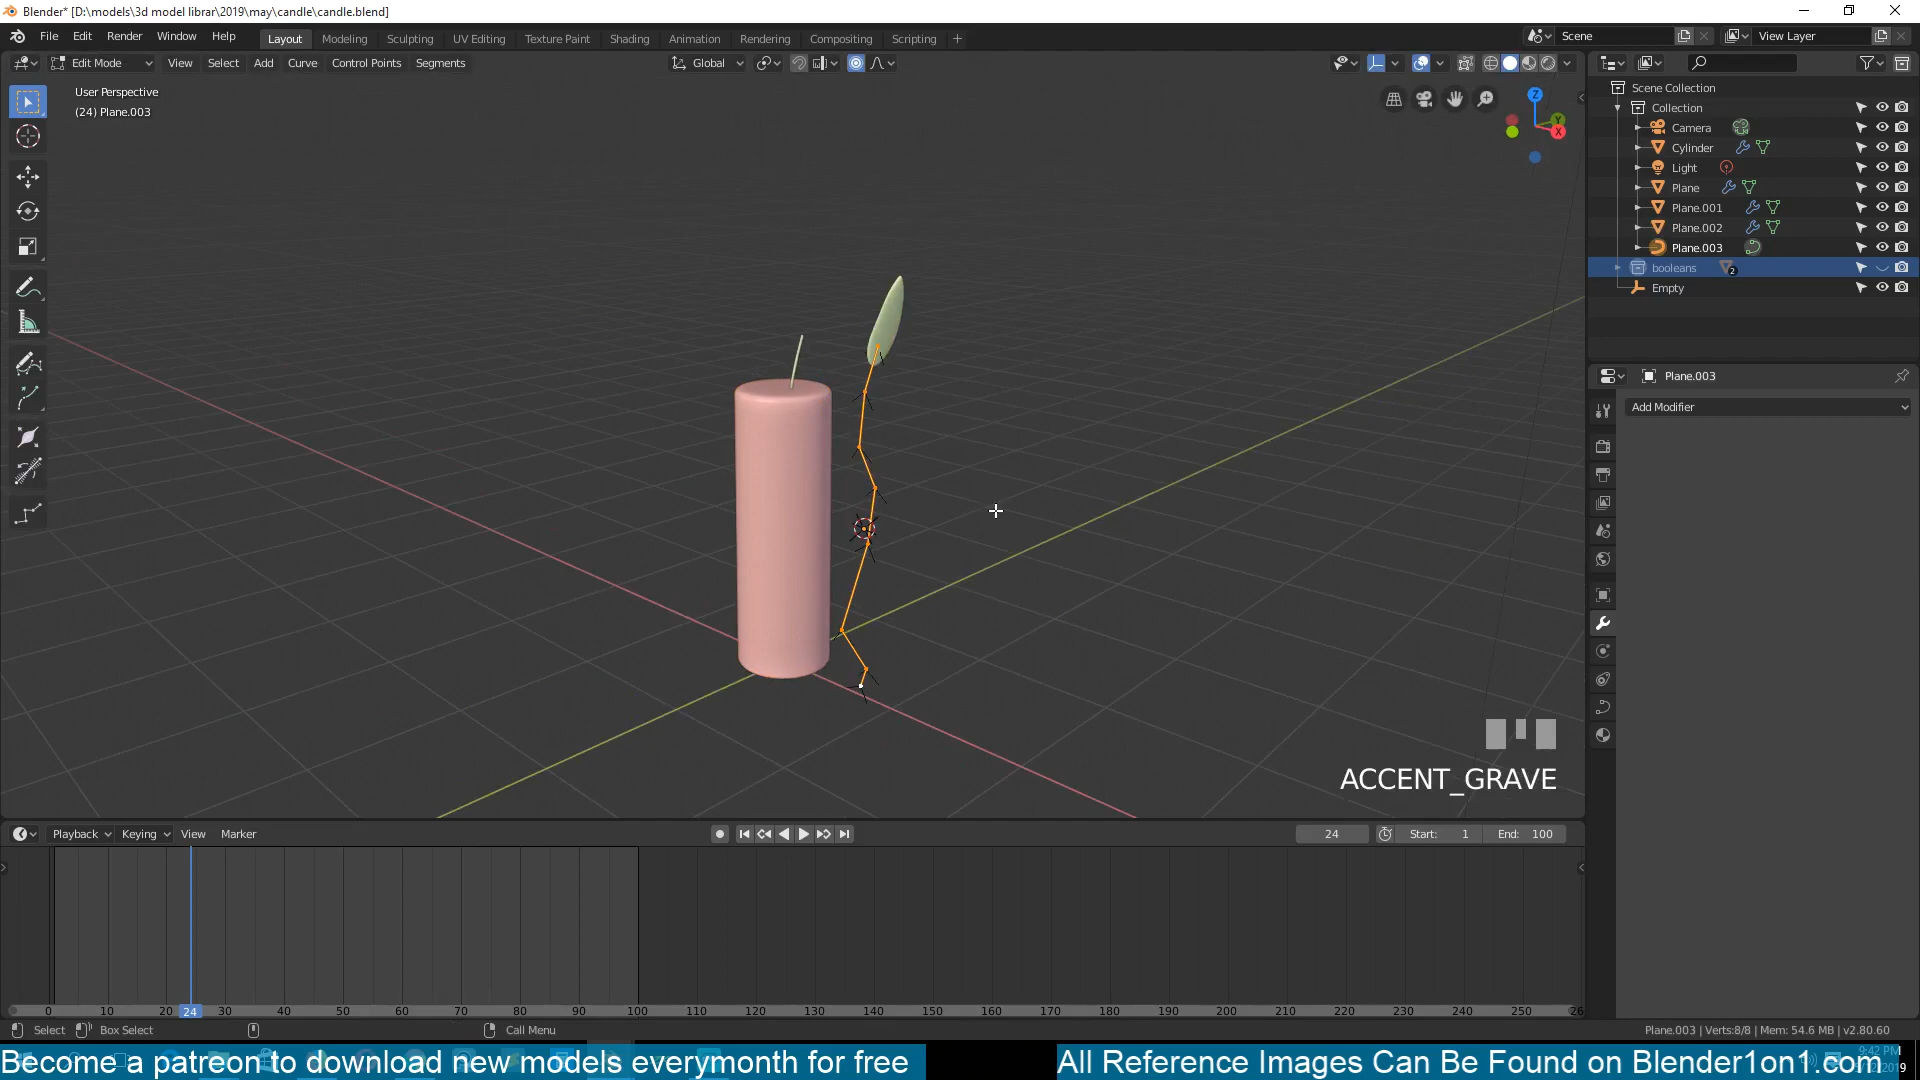 Blender* [D:\models\3d model librar\2019\may\candle\candle.blend]
File Edit Render Window Help Layout Modeling Sculpting UV Editing Texture Paint Shading Animation Rendering Compositing Scripting + Scene View Layer
Edit Mode View Select Add Curve Control Points Segments Global
User Perspective
(24) Plane.003
Z
Y
X
Scene Collection
Collection
Camera
Cylinder
Light
Plane
Plane.001
Plane.002
Plane.003
booleans 2
Empty
Plane.003
Add Modifier
ACCENT_GRAVE
Playback Keying View Marker 24 Start: 1 End: 100
0 10 20 24 30 40 50 60 70 80 90 100 110 120 130 140 150 160 170 180 190 200 210 220 230 240 250 26
Select Box Select Call Menu Plane.003 | Verts:8/8 | Mem: 54.6 MB | v2.80.60
Become a patreon to download new models everymonth for free
All Reference Images Can Be Found on Blender1on1.com
9:42 PM